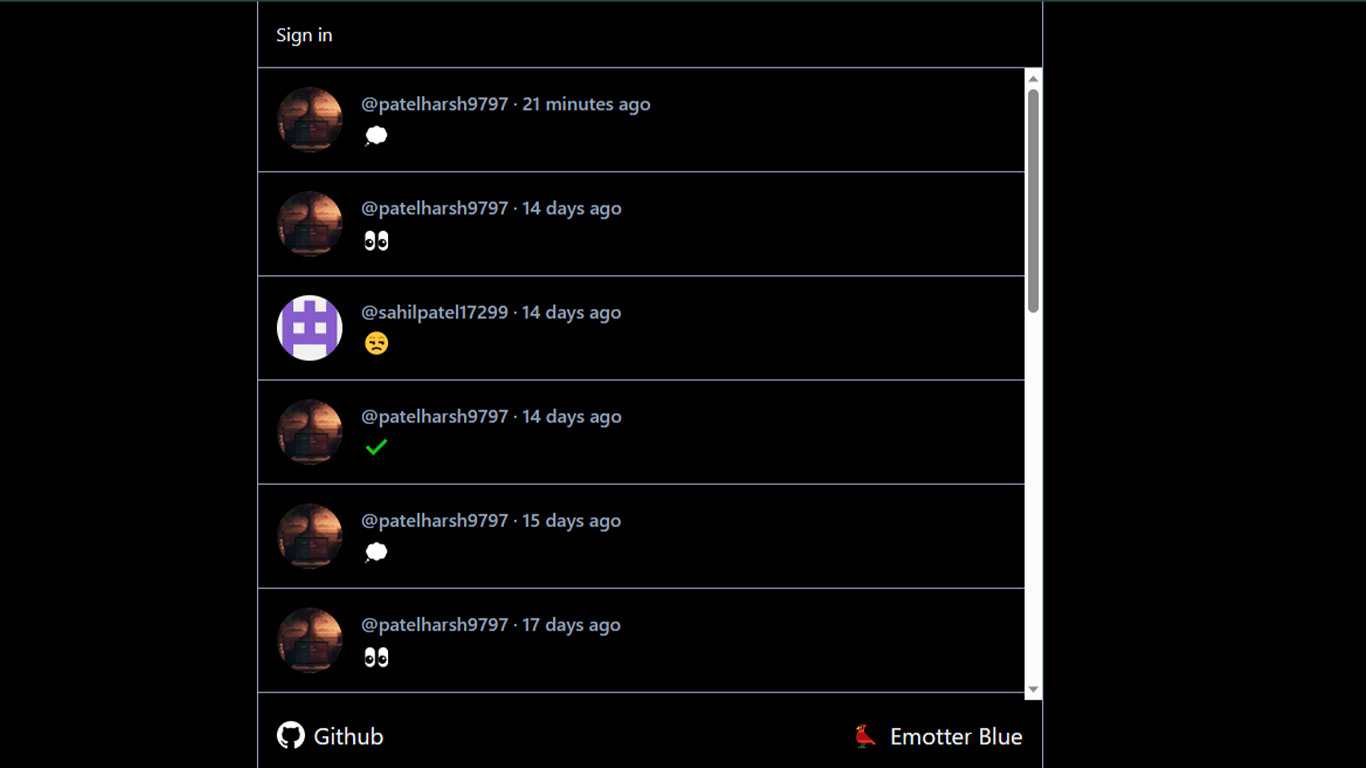 Sign in
@patelharsh9797 · 21 minutes ago
💭
@patelharsh9797 · 14 days ago
👀
@sahilpatel17299 · 14 days ago
😒
@patelharsh9797 · 14 days ago
✔
@patelharsh9797 · 15 days ago
💭
@patelharsh9797 · 17 days ago
👀
Github
Emotter Blue